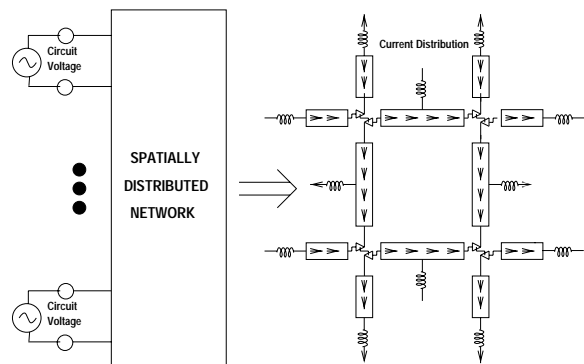 Circuit
Voltage
Current Distribution
SPATIALLY
DISTRIBUTED
NETWORK
Circuit
Voltage